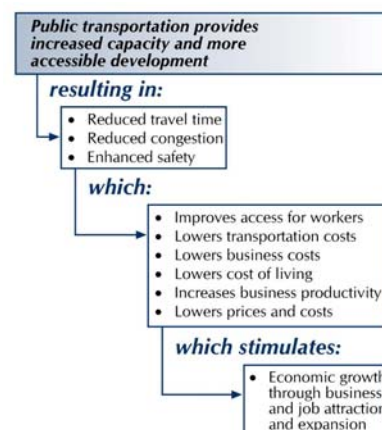 Public transportation provides
increased capacity and more
accessible development
resulting in:
• Reduced travel time
• Reduced congestion
• Enhanced safety
which:
• Improves access for workers
• Lowers transportation costs
• Lowers business costs
• Lowers cost of living
• Increases business productivity
• Lowers prices and costs
which stimulates:
• Economic growth
through business
and job attraction
and expansion